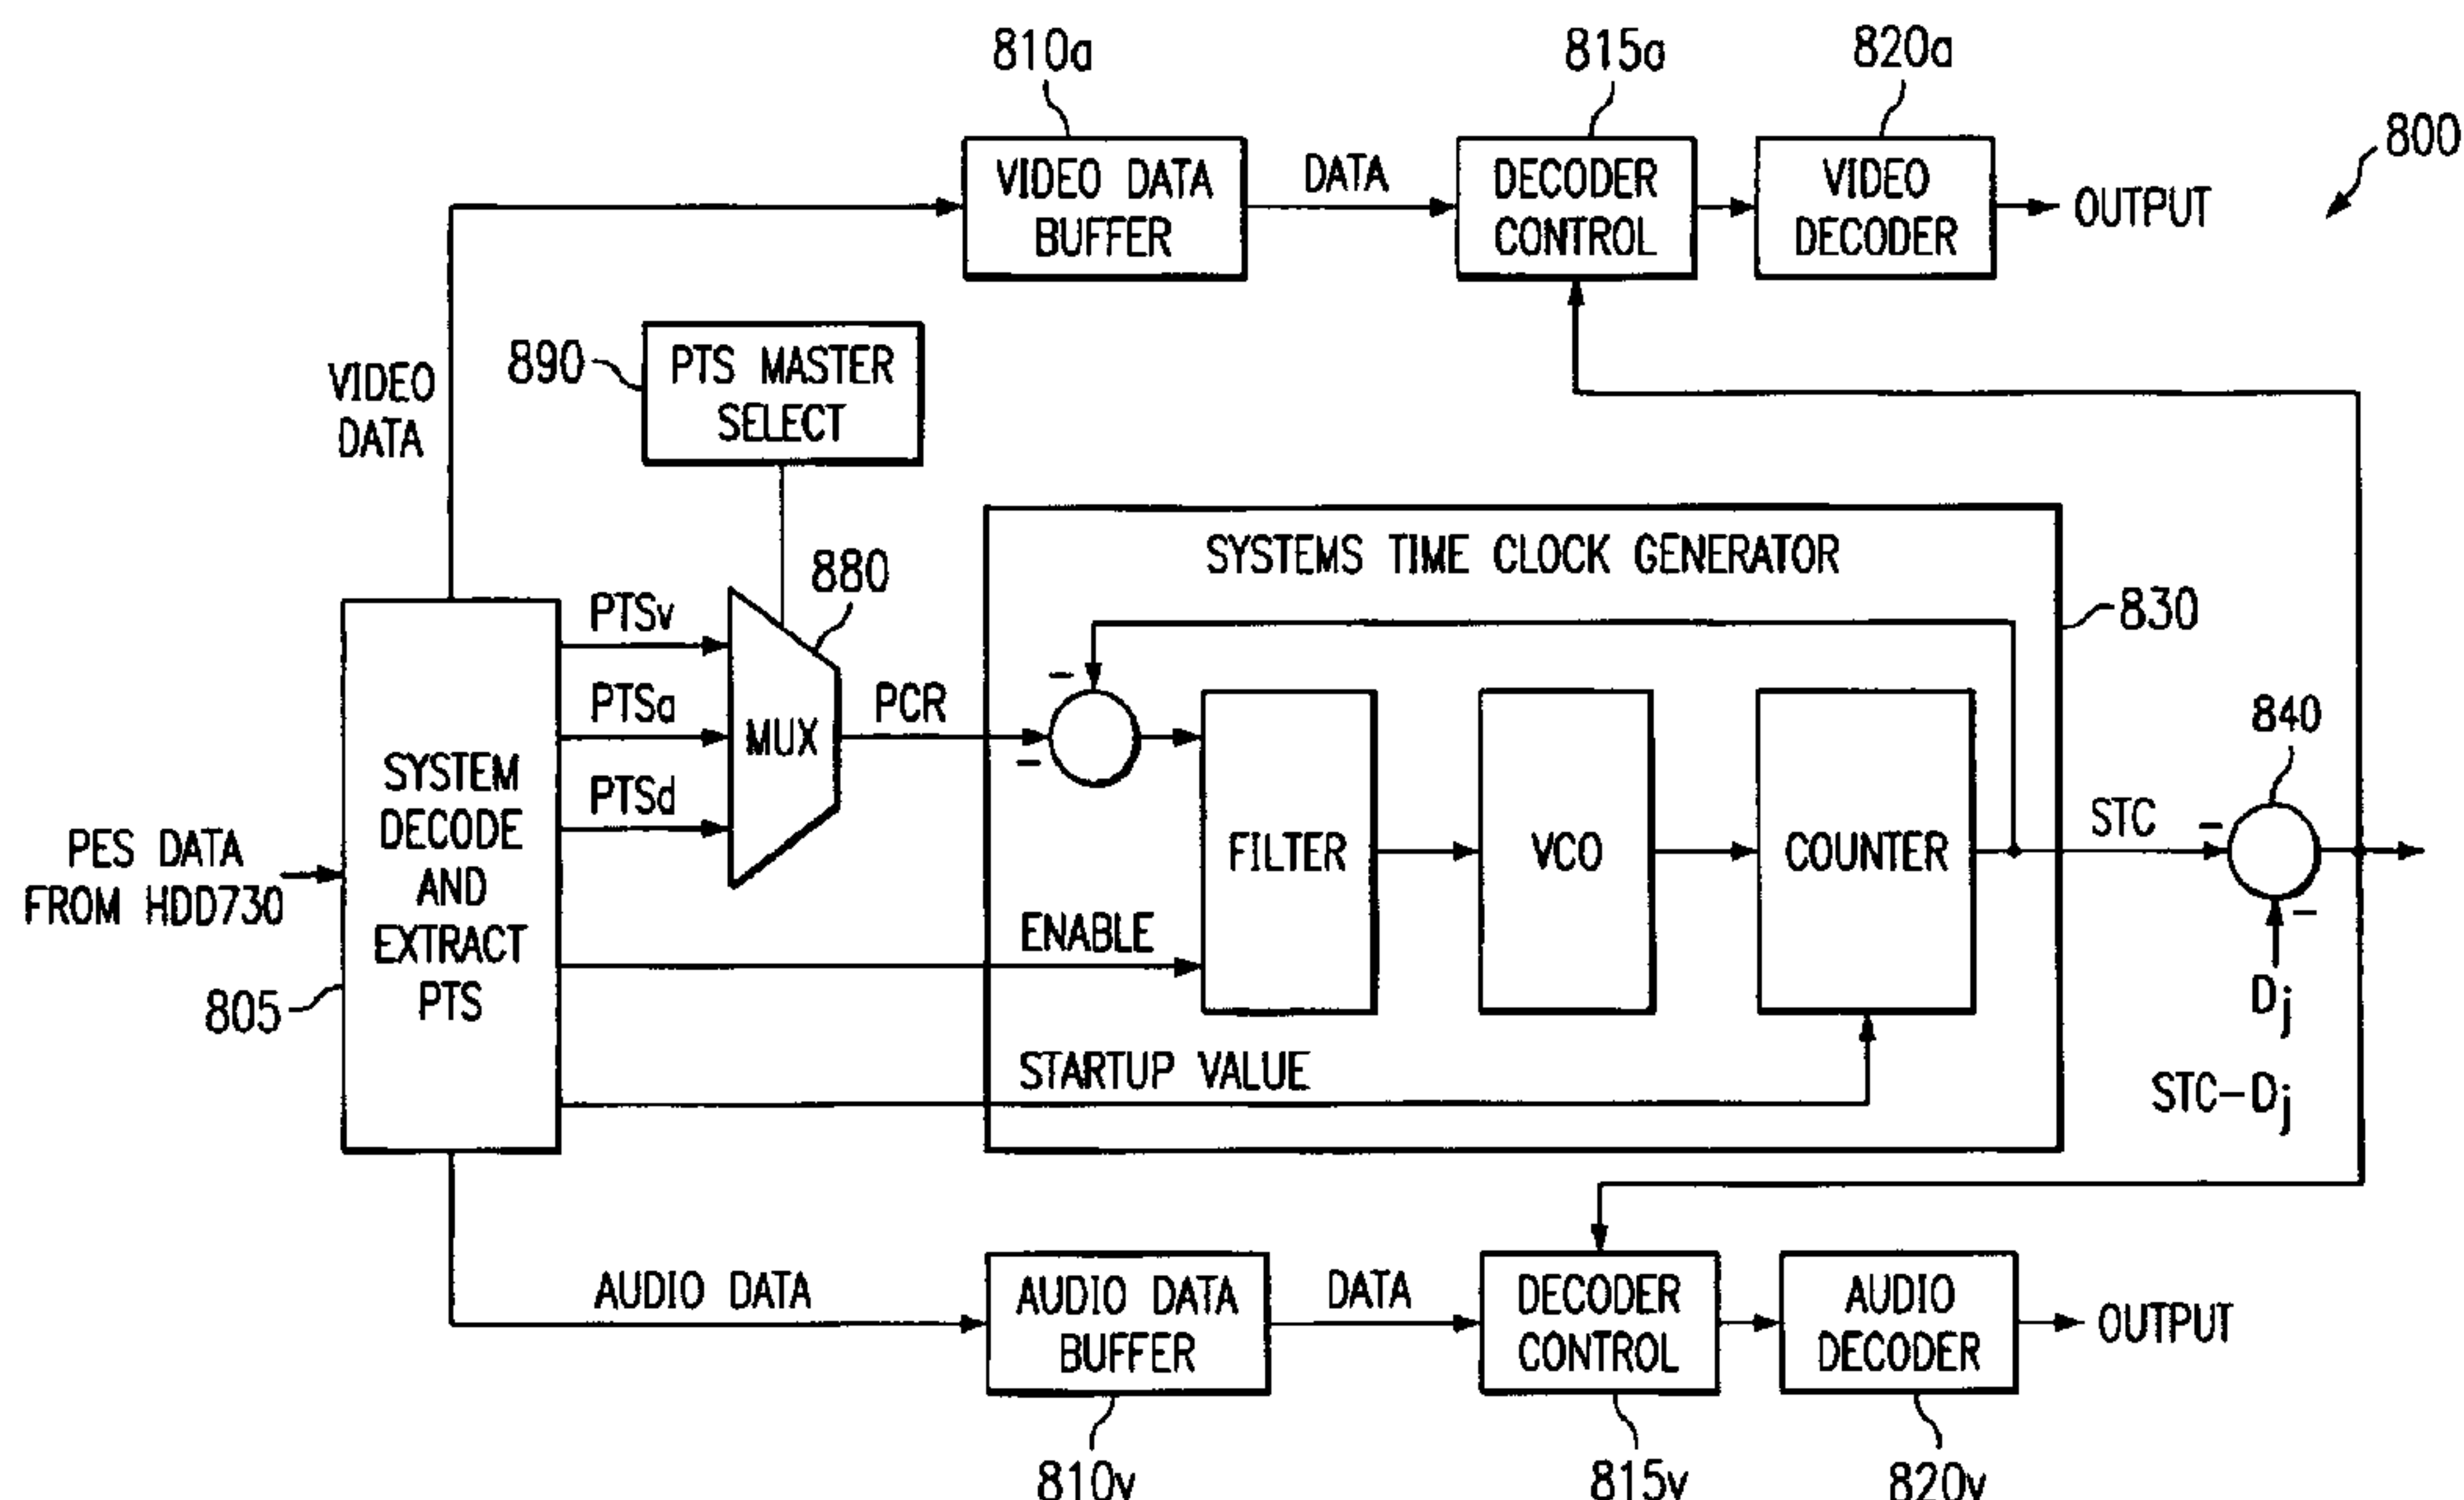 810a
815a
820a
800
VIDEO DATA
BUFFER
DATA
DECODER
CONTROL
VIDEO
DECODER
OUTPUT
890
PTS MASTER
SELECT
VIDEO
DATA
880
SYSTEMS TIME CLOCK GENERATOR
830
PTSv
PTSa
PTSd
MUX
PCR
-
-
SYSTEM
DECODE
AND
EXTRACT
PTS
805
PES DATA
FROM HDD730
FILTER
VCO
COUNTER
STC
840
-
-
Dj
STC-Dj
ENABLE
STARTUP VALUE
AUDIO DATA
AUDIO DATA
BUFFER
DATA
DECODER
CONTROL
AUDIO
DECODER
OUTPUT
810v
815v
820v